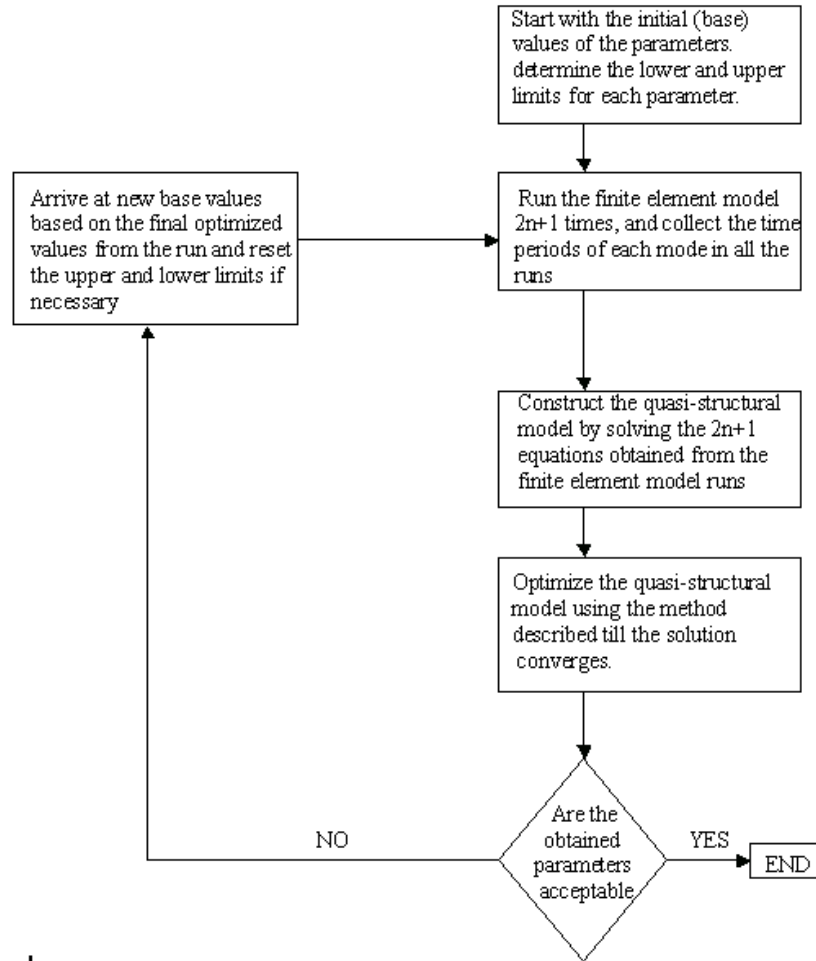 Start with the initial (base)
values of the parameters.
determine the lower and upper
limits for each parameter.
Arrive at new base values
based on the final optimized
values from the run and reset
the upper and lower limits if
necessary
Run the finite element model
2n+1 times, and collect the time
periods of each mode in all the
runs
Construct the quasi-structural
model by solving the 2n+1
equations obtained from the
finite element model runs
Optimize the quasi-structural
model using the method
described till the solution
converges.
Are the
obtained
parameters
acceptable
NO
YES
END